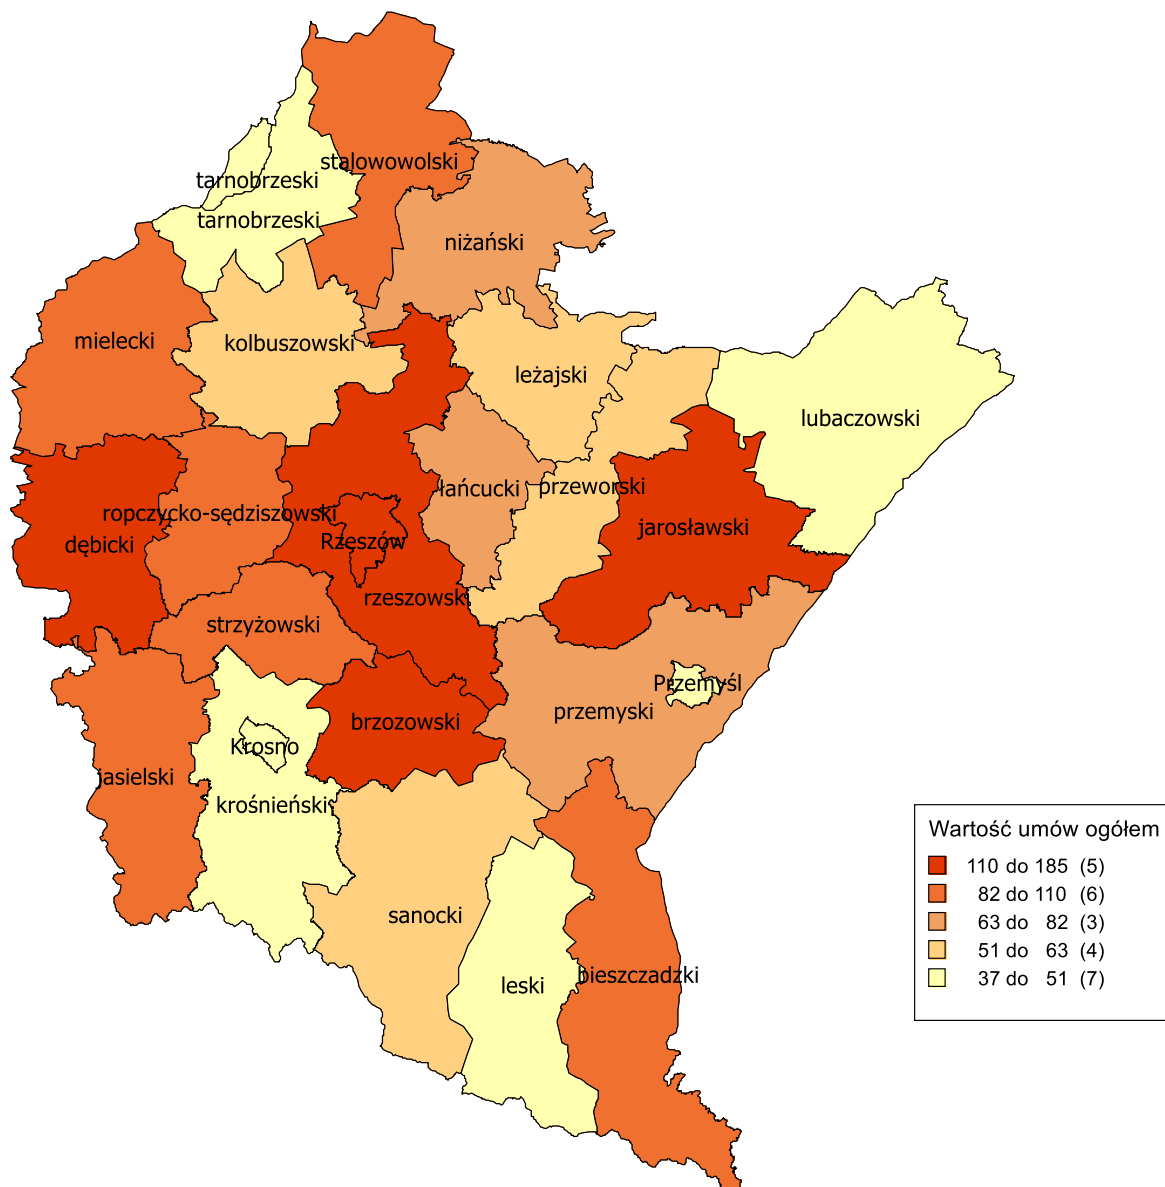 stalowowolski
tarnobrzeski
tarnobrzeski
niżański
mielecki
kolbuszowski
leżajski
lubaczowski
łańcucki
przeworski
ropczycko-sędziszowski
jarosławski
dębicki
Rzeszów
rzeszowski
strzyżowski
Przemyśl
przemyski
brzozowski
Krosno
jasielski
krośnieński
sanocki
bieszczadzki
leski
Wartość umów ogółem
110 do 185 (5)
82 do 110 (6)
63 do 82 (3)
51 do 63 (4)
37 do 51 (7)